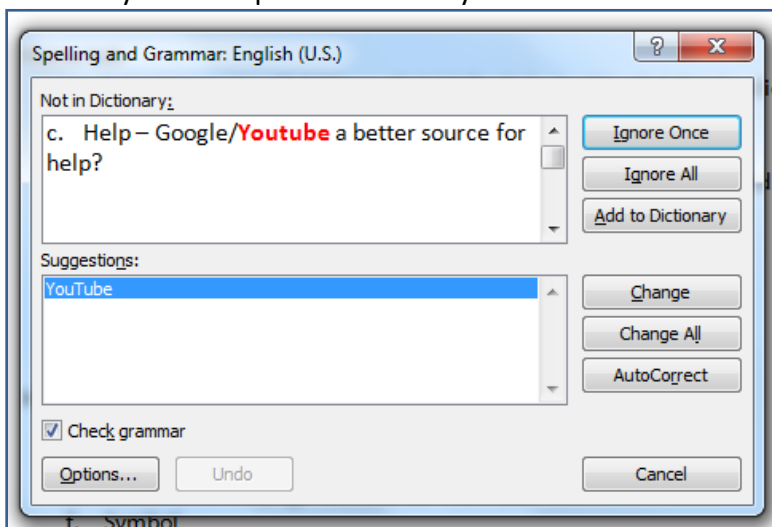 Spelling and Grammar: English (U.S.)
Not in Dictionary:
c. Help – Google/Youtube a better source for
help?
Ignore Once
Ignore All
Add to Dictionary
Suggestions:
YouTube
Change
Change All
AutoCorrect
Check grammar
Options...
Undo
Cancel
f. Symbol